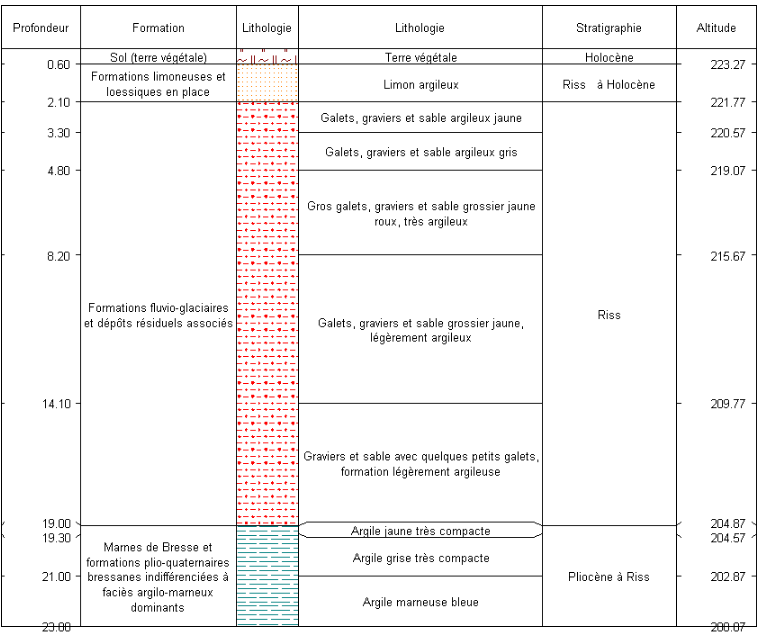 Profondeur Formation Lithologie Lithologie Stratigraphie Altitude
Sol (terre végétale) Terre végétale Holocène
0.60 223.27
Formations limoneuses et
loessiques en place
Limon argileux Riss à Holocène
2.10 221.77
Galets, graviers et sable argileux jaune
3.30 220.57
Galets, graviers et sable argileux gris
4.80 219.07
Gros galets, graviers et sable grossier jaune
roux, très argileux
8.20 215.67
Formations fluvio-glaciaires
et dépôts résiduels associés
Galets, graviers et sable grossier jaune,
légèrement argileux
Riss
14.10 209.77
Graviers et sable avec quelques petits galets,
formation légèrement argileuse
19.00 204.87
Argile jaune très compacte
19.30 204.57
Marnes de Bresse et
formations plio-quaternaires
bressanes indifférenciées à
faciès argilo-marneux
dominants
Argile grise très compacte
21.00 202.87
Pliocène à Riss
Argile marneuse bleue
23.00 200.87